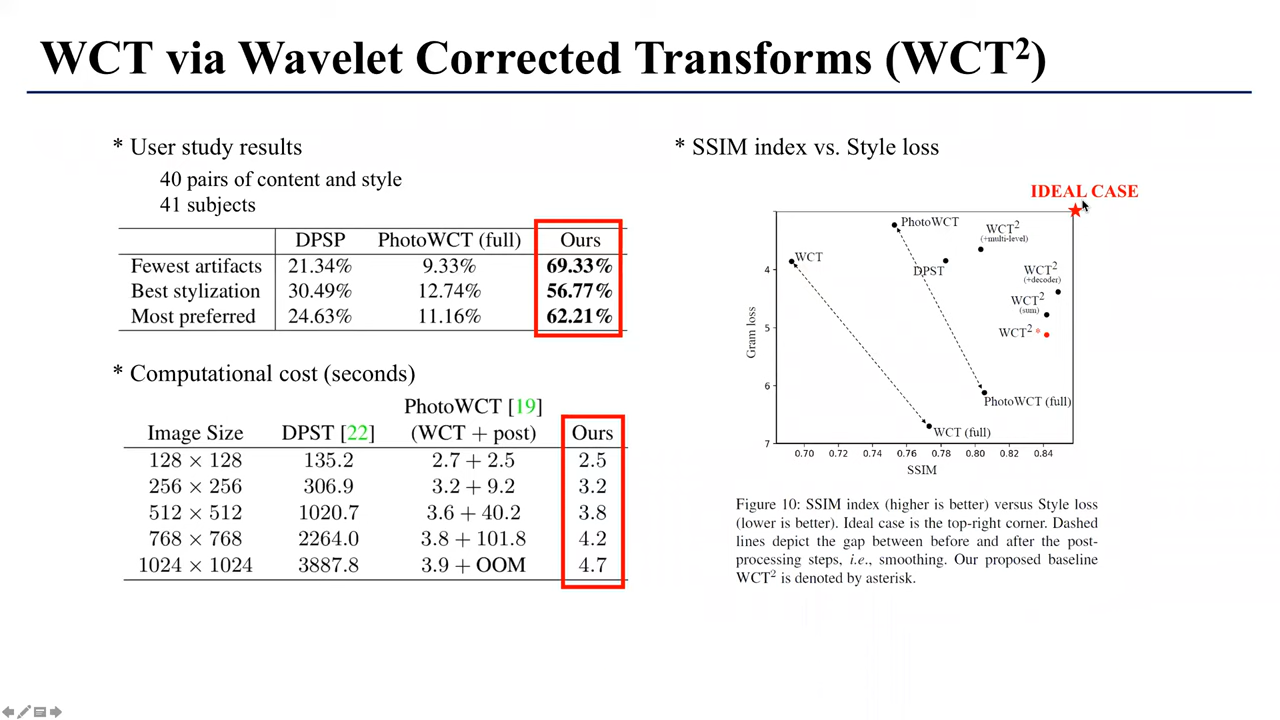 WCT via Wavelet Corrected Transforms (WCT²)
* User study results
40 pairs of content and style
41 subjects
DPSP PhotoWCT (full) Ours
Fewest artifacts 21.34% 9.33% 69.33%
Best stylization 30.49% 12.74% 56.77%
Most preferred 24.63% 11.16% 62.21%
* Computational cost (seconds)
PhotoWCT [19]
Image Size DPST [22] (WCT + post) Ours
128 × 128 135.2 2.7 + 2.5 2.5
256 × 256 306.9 3.2 + 9.2 3.2
512 × 512 1020.7 3.6 + 40.2 3.8
768 × 768 2264.0 3.8 + 101.8 4.2
1024 × 1024 3887.8 3.9 + OOM 4.7
* SSIM index vs. Style loss
IDEAL CASE
PhotoWCT
WCT²
(+multi-level)
WCT
DPST
WCT²
(+decoder)
WCT²
(sum)
WCT² *
PhotoWCT (full)
WCT (full)
4
5
6
7
Gram loss
0.70 0.72 0.74 0.76 0.78 0.80 0.82 0.84
SSIM
Figure 10: SSIM index (higher is better) versus Style loss
(lower is better). Ideal case is the top-right corner. Dashed
lines depict the gap between before and after the post-
processing steps, i.e., smoothing. Our proposed baseline
WCT² is denoted by asterisk.